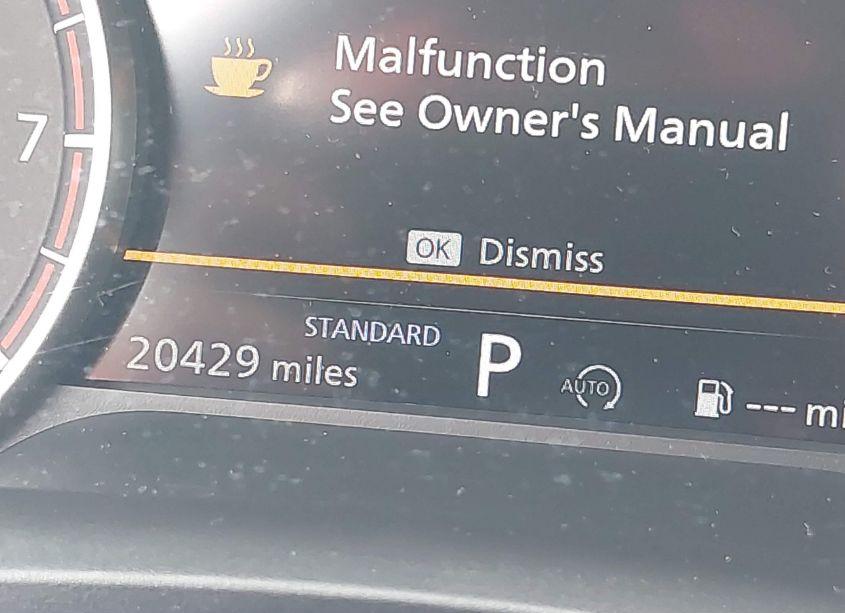 Malfunction
See Owner's Manual
7
OK Dismiss
STANDARD
20429 miles
P
AUTO
--- mi